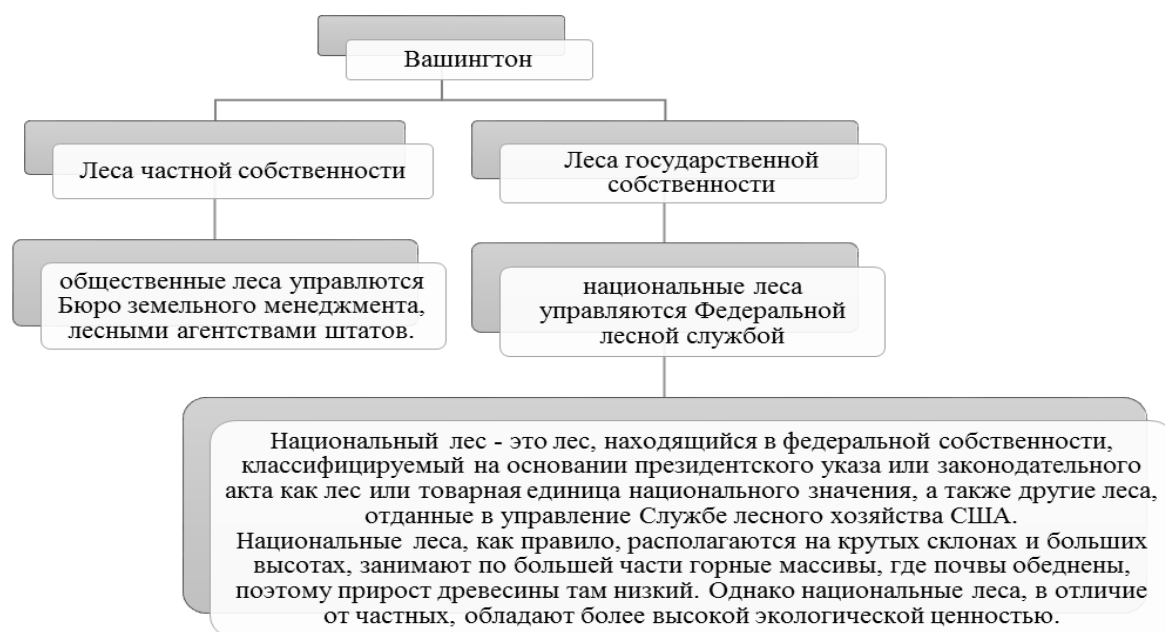 Вашингтон
Леса частной собственности
Леса государственной
собственности
общественные леса управлются
Бюро земельного менеджмента,
лесными агентствами штатов.
национальные леса
управляются Федеральной
лесной службой
Национальный лес - это лес, находящийся в федеральной собственности,
классифицируемый на основании президентского указа или законодательного
акта как лес или товарная единица национального значения, а также другие леса,
отданные в управление Службе лесного хозяйства США.
Национальные леса, как правило, располагаются на крутых склонах и больших
высотах, занимают по большей части горные массивы, где почвы обеднены,
поэтому прирост древесины там низкий. Однако национальные леса, в отличие
от частных, обладают более высокой экологической ценностью.